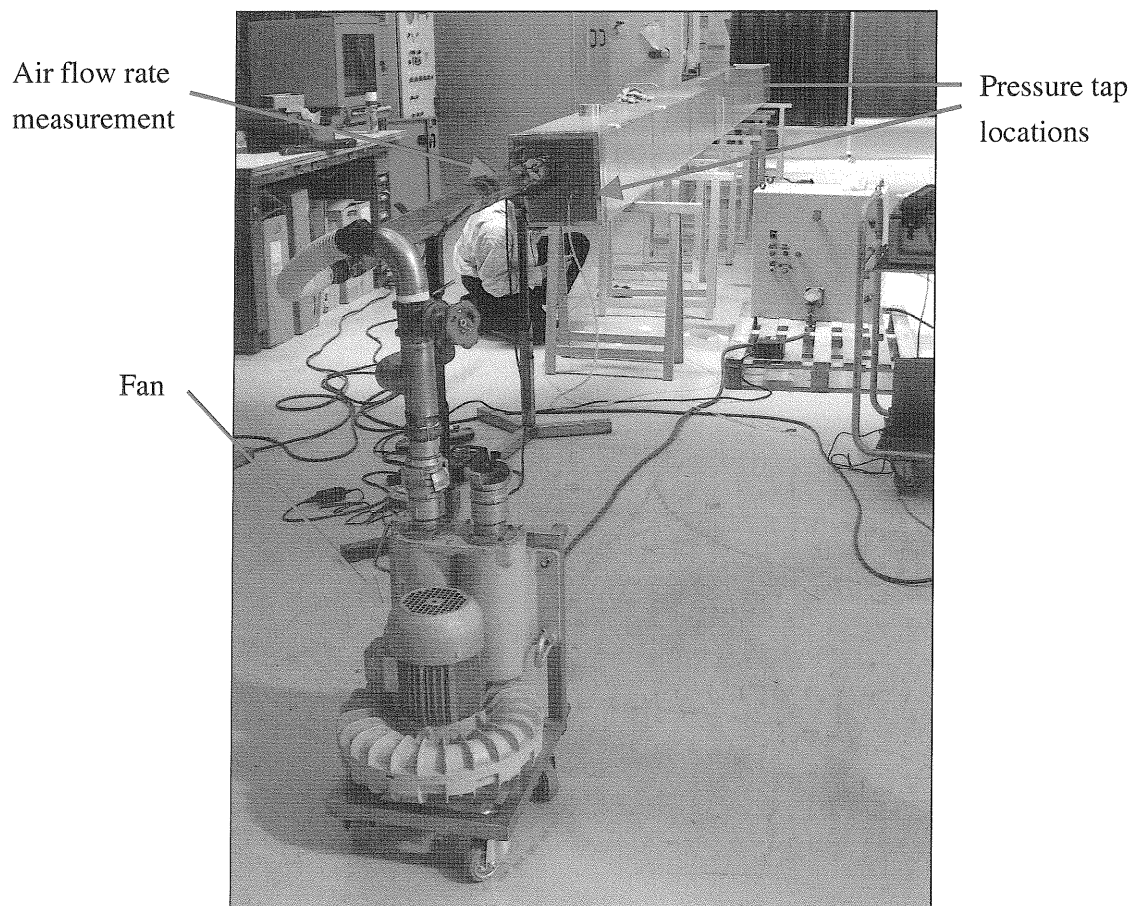 Air flow rate
measurement
Pressure tap
locations
Fan